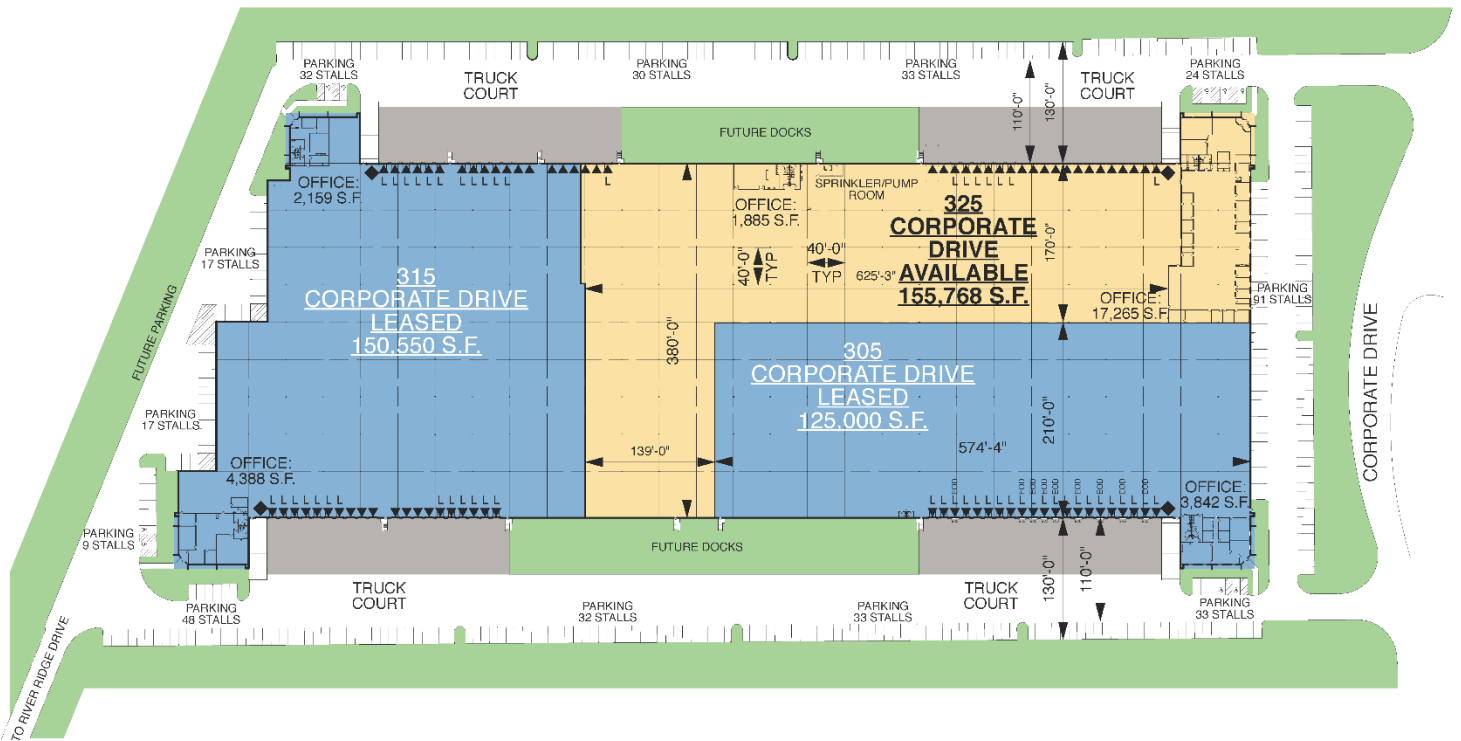 PARKING
32 STALLS
TRUCK
COURT
PARKING
30 STALLS
PARKING
33 STALLS
TRUCK
COURT
PARKING
24 STALLS
110'-0"
130'-0"
FUTURE DOCKS
OFFICE:
2,159 S.F.
L L L L L L
L L L L L L L
L
OFFICE:
1,885 S.F.
SPRINKLER/PUMP
ROOM
L L L L L L
L
325
CORPORATE
DRIVE
AVAILABLE
155,768 S.F.
170'-0"
40'-0"
TYP
40'-0"
TYP
625'-3"
OFFICE:
17,265 S.F.
PARKING
17 STALLS
PARKING
91 STALLS
315
CORPORATE DRIVE
LEASED
150,550 S.F.
FUTURE PARKING
380'-0"
305
CORPORATE DRIVE
LEASED
125,000 S.F.
CORPORATE DRIVE
PARKING
17 STALLS
139'-0"
574'-4"
210'-0"
OFFICE:
4,388 S.F.
OFFICE:
3,842 S.F.
PARKING
9 STALLS
FUTURE DOCKS
TRUCK
COURT
TRUCK
COURT
130'-0"
110'-0"
PARKING
48 STALLS
PARKING
32 STALLS
PARKING
33 STALLS
PARKING
33 STALLS
TO RIVER RIDGE DRIVE